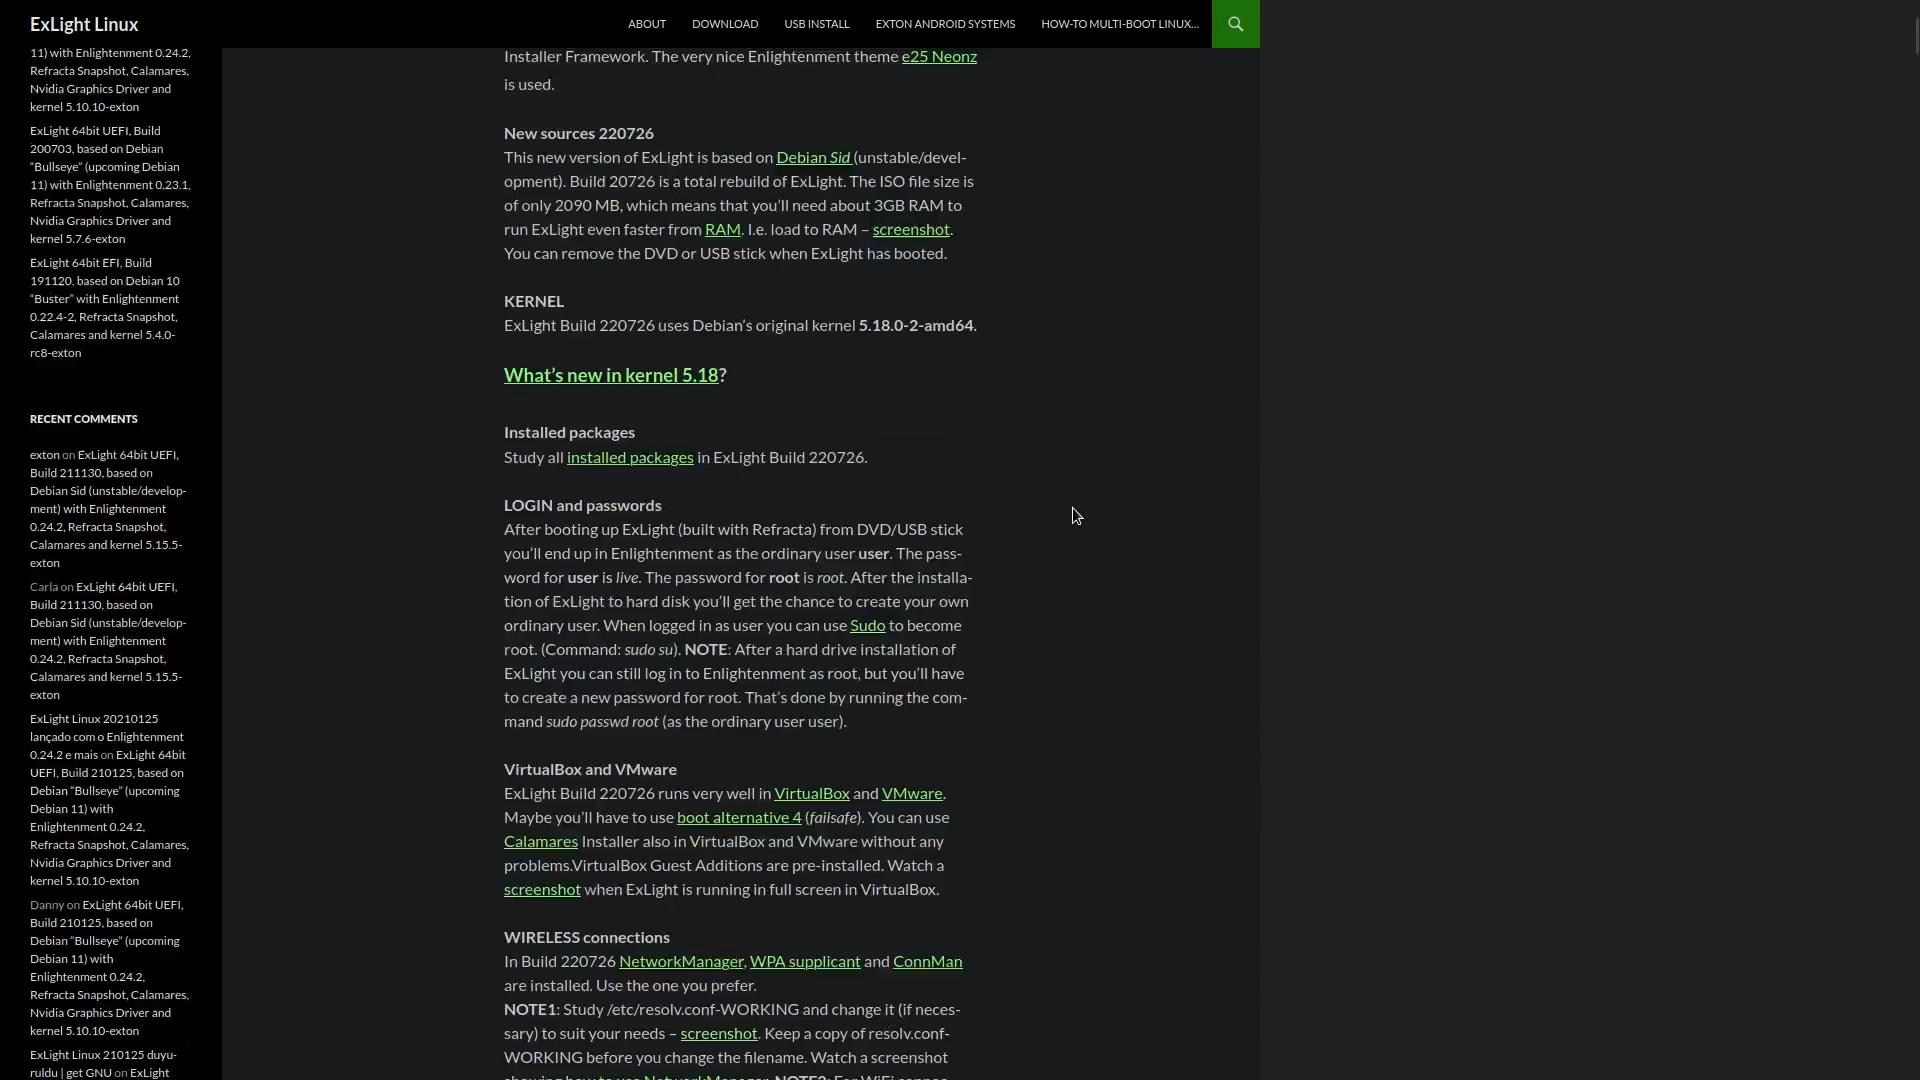 ExLight Linux
ABOUT
DOWNLOAD
USB INSTALL
EXTON ANDROID SYSTEMS
HOW-TO MULTI-BOOT LINUX…
11) with Enlightenment 0.24.2,
Refracta Snapshot, Calamares,
Nvidia Graphics Driver and
kernel 5.10.10-exton
ExLight 64bit UEFI, Build
200703, based on Debian
“Bullseye” (upcoming Debian
11) with Enlightenment 0.23.1,
Refracta Snapshot, Calamares,
Nvidia Graphics Driver and
kernel 5.7.6-exton
ExLight 64bit EFI, Build
191120, based on Debian 10
“Buster” with Enlightenment
0.22.4-2, Refracta Snapshot,
Calamares and kernel 5.4.0-
rc8-exton
RECENT COMMENTS
exton on ExLight 64bit UEFI,
Build 211130, based on
Debian Sid (unstable/develop-
ment) with Enlightenment
0.24.2, Refracta Snapshot,
Calamares and kernel 5.15.5-
exton
Carla on ExLight 64bit UEFI,
Build 211130, based on
Debian Sid (unstable/develop-
ment) with Enlightenment
0.24.2, Refracta Snapshot,
Calamares and kernel 5.15.5-
exton
ExLight Linux 20210125
lançado com o Enlightenment
0.24.2 e mais on ExLight 64bit
UEFI, Build 210125, based on
Debian “Bullseye” (upcoming
Debian 11) with
Enlightenment 0.24.2,
Refracta Snapshot, Calamares,
Nvidia Graphics Driver and
kernel 5.10.10-exton
Danny on ExLight 64bit UEFI,
Build 210125, based on
Debian “Bullseye” (upcoming
Debian 11) with
Enlightenment 0.24.2,
Refracta Snapshot, Calamares,
Nvidia Graphics Driver and
kernel 5.10.10-exton
ExLight Linux 210125 duyu-
ruldu | get GNU on ExLight
Installer Framework. The very nice Enlightenment theme e25 Neonz
is used.
New sources 220726
This new version of ExLight is based on Debian Sid (unstable/devel-
opment). Build 20726 is a total rebuild of ExLight. The ISO file size is
of only 2090 MB, which means that you’ll need about 3GB RAM to
run ExLight even faster from RAM. I.e. load to RAM – screenshot.
You can remove the DVD or USB stick when ExLight has booted.
KERNEL
ExLight Build 220726 uses Debian’s original kernel 5.18.0-2-amd64.
What’s new in kernel 5.18?
Installed packages
Study all installed packages in ExLight Build 220726.
LOGIN and passwords
After booting up ExLight (built with Refracta) from DVD/USB stick
you’ll end up in Enlightenment as the ordinary user user. The pass-
word for user is live. The password for root is root. After the installa-
tion of ExLight to hard disk you’ll get the chance to create your own
ordinary user. When logged in as user you can use Sudo to become
root. (Command: sudo su). NOTE: After a hard drive installation of
ExLight you can still log in to Enlightenment as root, but you’ll have
to create a new password for root. That’s done by running the com-
mand sudo passwd root (as the ordinary user user).
VirtualBox and VMware
ExLight Build 220726 runs very well in VirtualBox and VMware.
Maybe you’ll have to use boot alternative 4 (failsafe). You can use
Calamares Installer also in VirtualBox and VMware without any
problems.VirtualBox Guest Additions are pre-installed. Watch a
screenshot when ExLight is running in full screen in VirtualBox.
WIRELESS connections
In Build 220726 NetworkManager, WPA supplicant and ConnMan
are installed. Use the one you prefer.
NOTE1: Study /etc/resolv.conf-WORKING and change it (if neces-
sary) to suit your needs – screenshot. Keep a copy of resolv.conf-
WORKING before you change the filename. Watch a screenshot
showing how to use NetworkManager. NOTE2: For WiFi connec-